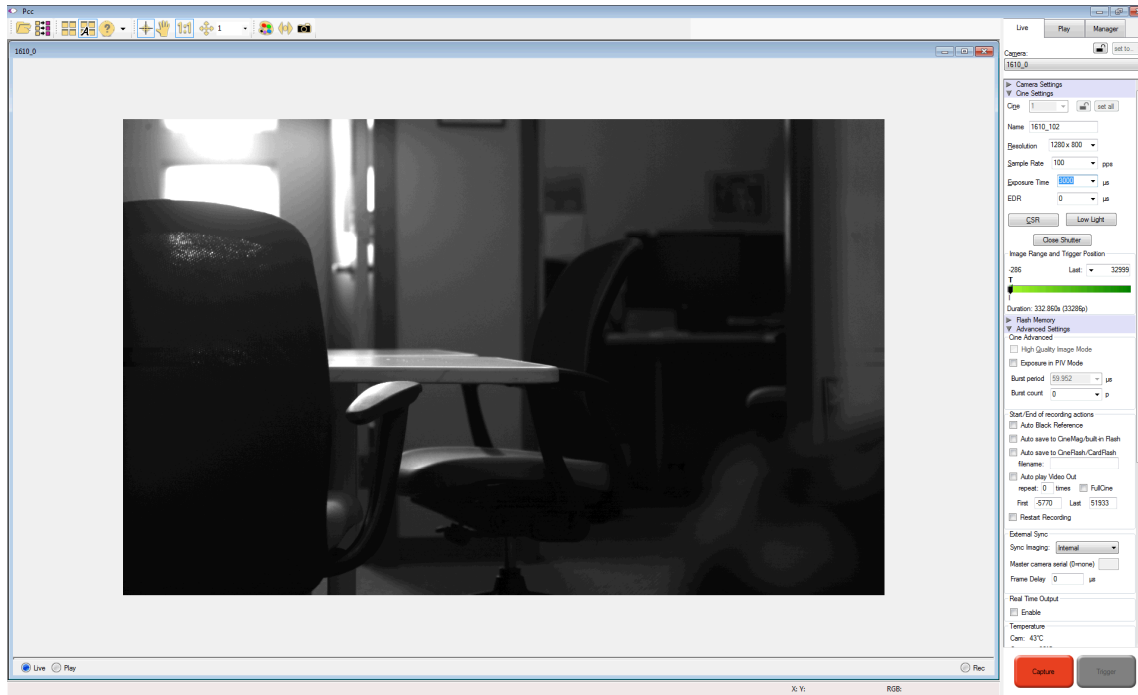 Pcc
1:1 1
1610_0
Live Play Manager
Camera: set to..
1610_0
Camera Settings
Cine Settings
Cine 1 set all
Name 1610_102
Resolution 1280 x 800
Sample Rate 100 pps
Exposure Time 3000 µs
EDR 0 µs
CSR Low Light
Close Shutter
Image Range and Trigger Position
-286 Last: 32999
T
Duration: 332.860s (33286p)
Flash Memory
Advanced Settings
Cine Advanced
High Quality Image Mode
Exposure in PIV Mode
Burst period 59.952 µs
Burst count 0 p
Start/End of recording actions
Auto Black Reference
Auto save to CineMag/built-in Flash
Auto save to CineFlash/CardFlash
filename:
Auto play Video Out
repeat: 0 times FullCine
First -5770 Last 51933
Restart Recording
External Sync
Sync Imaging: Internal
Master camera serial (0=none)
Frame Delay 0 µs
Real Time Output
Enable
Temperature
Cam: 43°C
Live Play Rec
Capture Trigger
X: Y: RGB: